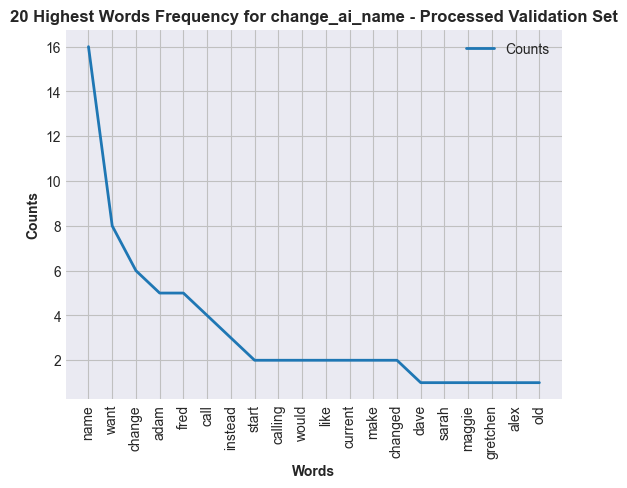 20 Highest Words Frequency for change_ai_name - Processed Validation Set
Counts
16
14
12
10
8
6
4
2
Counts
name
want
change
adam
fred
call
instead
start
calling
would
like
current
make
changed
dave
sarah
maggie
gretchen
alex
old
Words